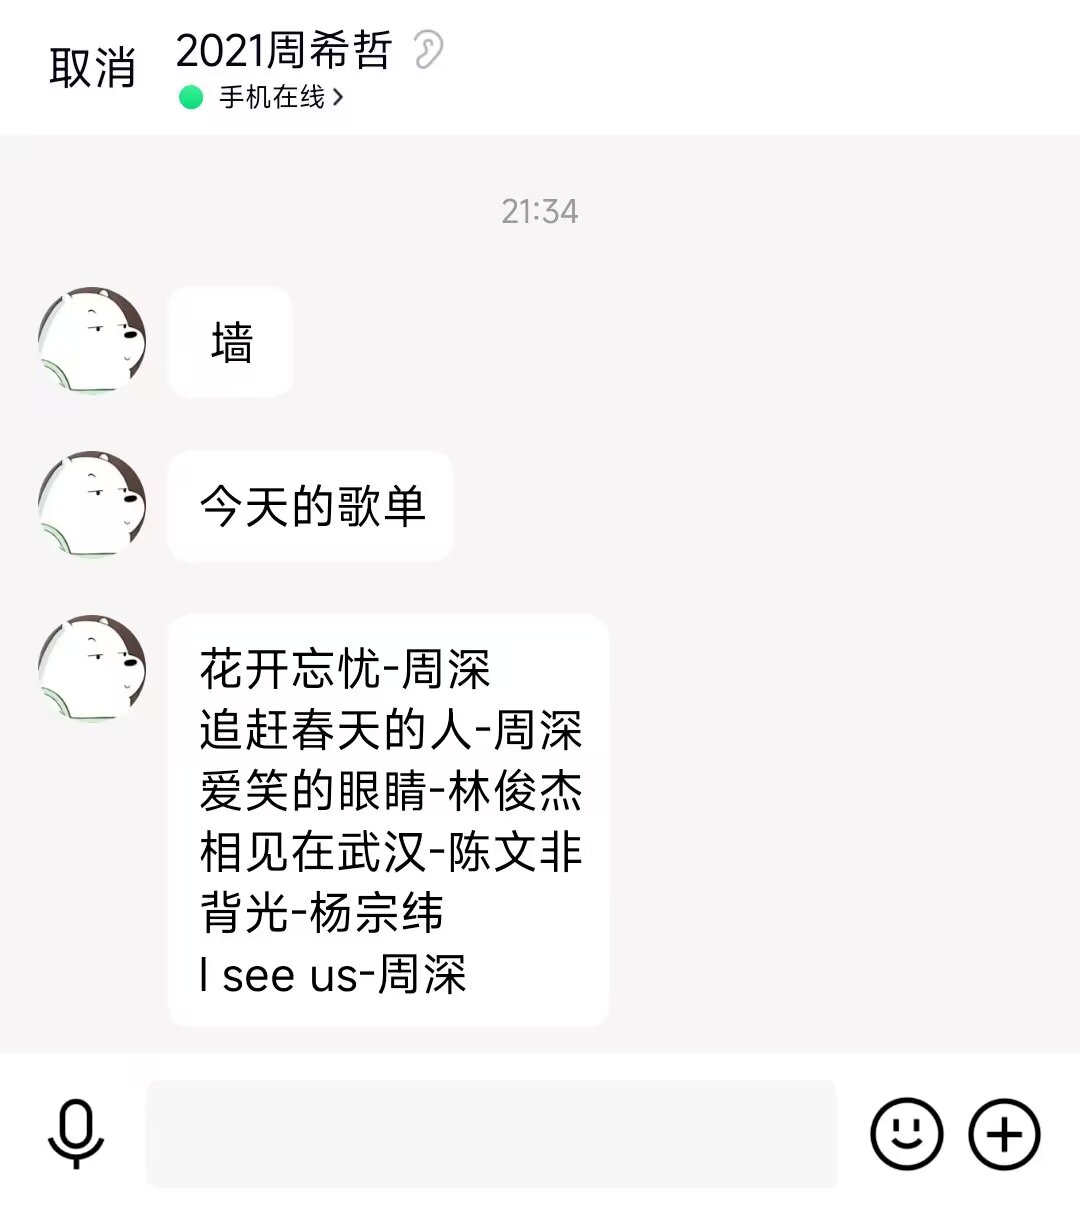 取消
2021周希哲
手机在线
21:34
墙
今天的歌单
花开忘忧-周深
追赶春天的人-周深
爱笑的眼睛-林俊杰
相见在武汉-陈文非
背光-杨宗纬
I see us-周深